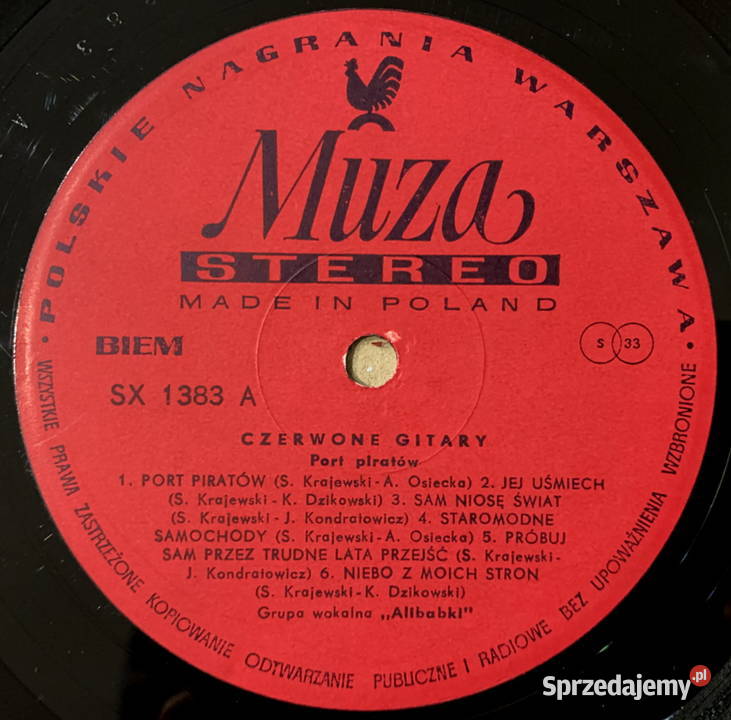 POLSKIE NAGRANIA WARSZAWA
Muza
STEREO
MADE IN POLAND
BIEM
S 33
SX 1383 A
CZERWONE GITARY
Port piratów
1. PORT PIRATÓW (S. Krajewski - A. Osiecka) 2. JEJ UŚMIECH
(S. Krajewski - K. Dzikowski) 3. SAM NIOSĘ ŚWIAT
(S. Krajewski - J. Kondratowicz) 4. STAROMODNE
SAMOCHODY (S. Krajewski - A. Osiecka) 5. PRÓBUJ
SAM PRZEZ TRUDNE LATA PRZEJŚĆ (S. Krajewski-
J. Kondratowicz) 6. NIEBO Z MOICH STRON
(S. Krajewski - K. Dzikowski)
Grupa wokalna „Alibabki"
• WSZYSTKIE PRAWA ZASTRZEŻONE KOPIOWANIE ODTWARZANIE PUBLICZNE I RADIOWE BEZ UPOWAŻNIENIA WZBRONIONE •
Sprzedajemy.pl